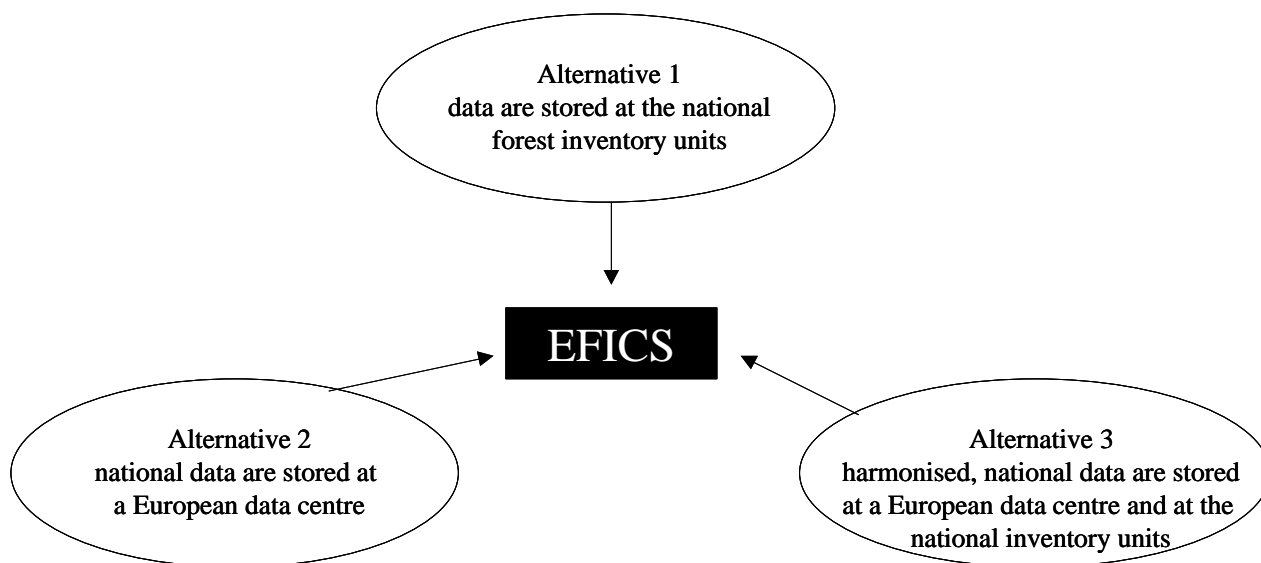 Alternative 1
data are stored at the national
forest inventory units
EFICS
Alternative 2
national data are stored at
a European data centre
Alternative 3
harmonised, national data are stored
at a European data centre and at the
national inventory units